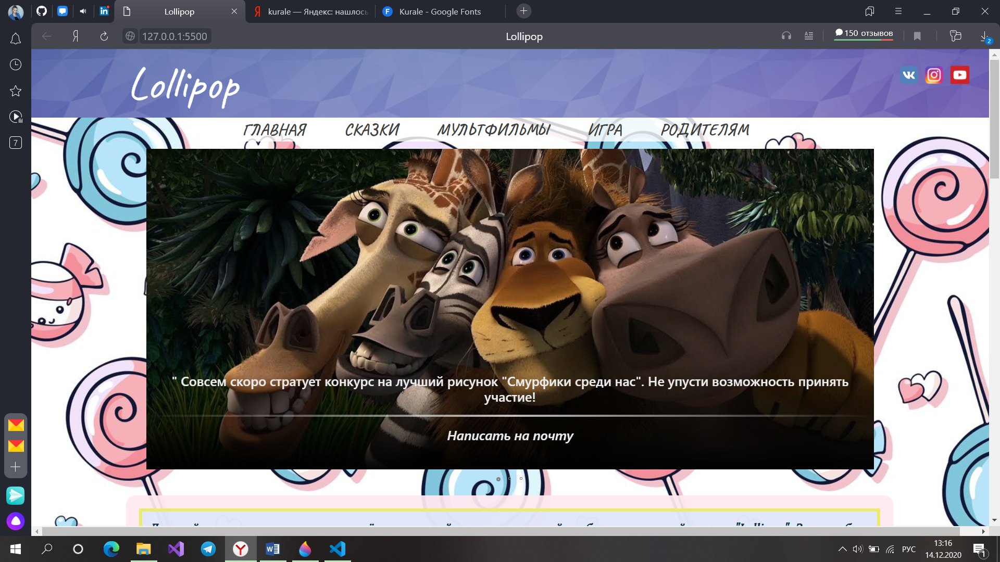 Lollipop
kurale — Яндекс: нашлось
Kurale - Google Fonts
127.0.0.1:5500
Lollipop
150 отзывов
2
Lollipop
7
ГЛАВНАЯ СКАЗКИ МУЛЬТФИЛЬМЫ ИГРА РОДИТЕЛЯМ
" Совсем скоро стратует конкурс на лучший рисунок "Смурфики среди нас". Не упусти возможность принять
участие!
Написать на почту
РУС
13:16
14.12.2020
1